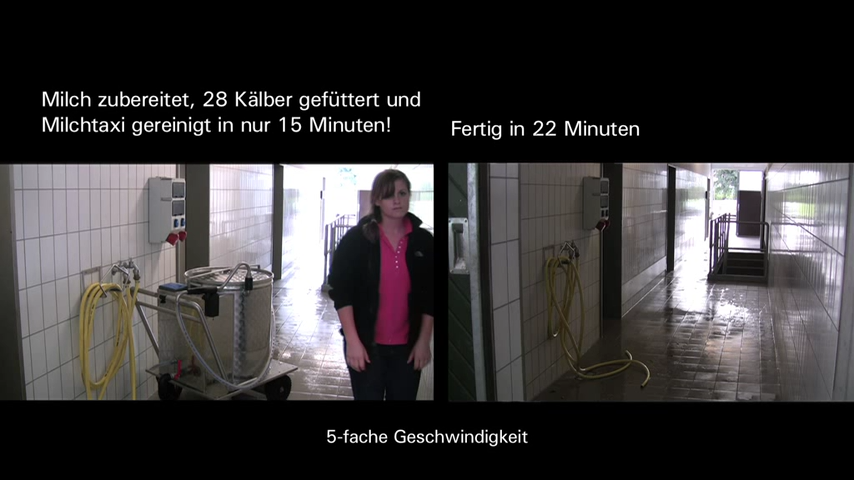 Milch zubereitet, 28 Kälber gefüttert und
Milchtaxi gereinigt in nur 15 Minuten!
Fertig in 22 Minuten
5-fache Geschwindigkeit